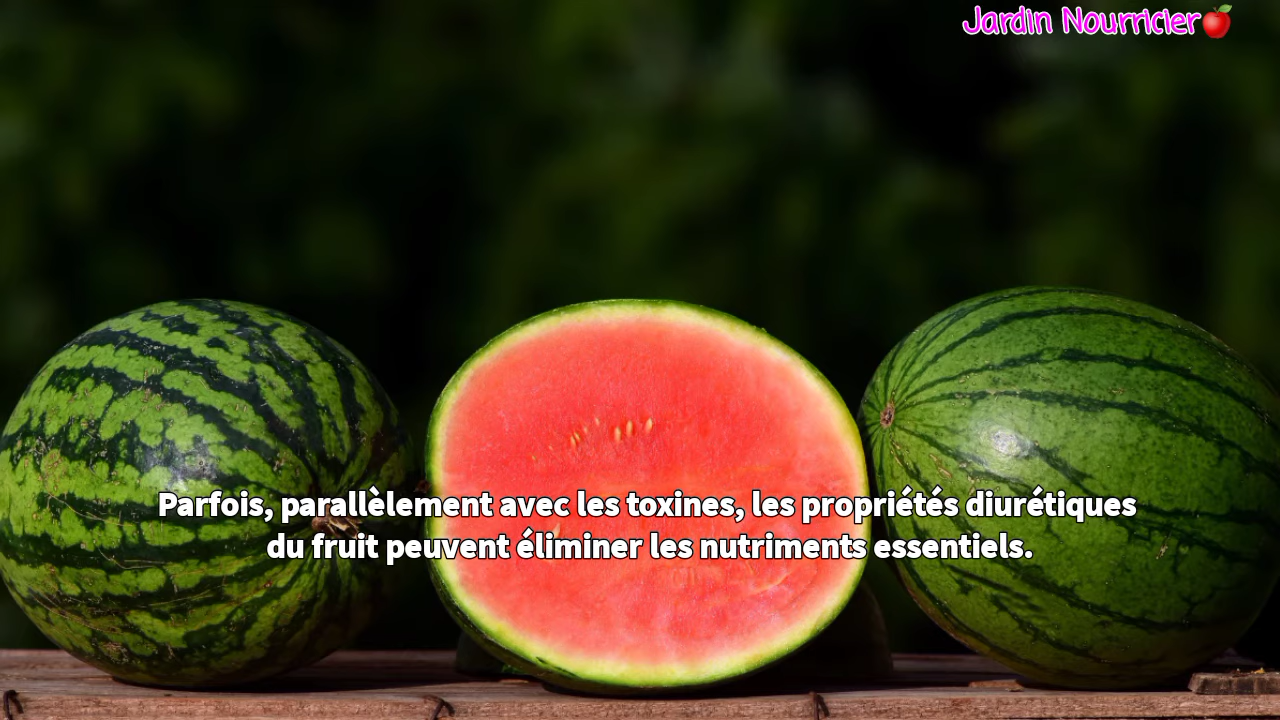 Jardin Nourricier
Parfois, parallèlement avec les toxines, les propriétés diurétiques
du fruit peuvent éliminer les nutriments essentiels.